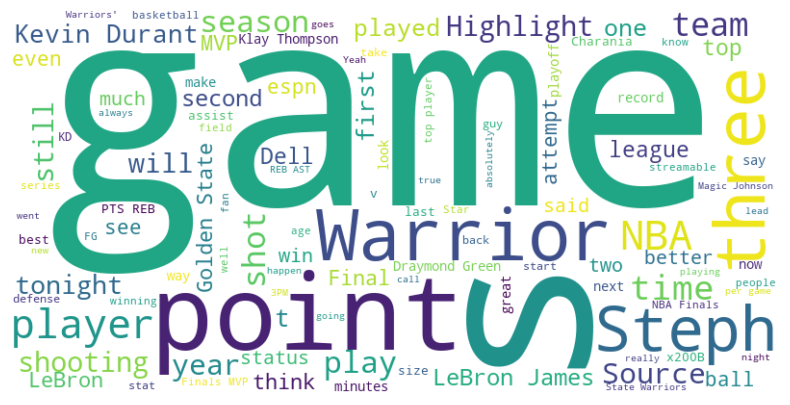 Warriors' basketball
Kevin Durant
season
MVP
Klay Thompson
goes
played
Highlight
one
team
Charania
know
top
even
game
take
Yeah
playoff
much
always
make
second
espn
first
look
top player
guy
absolutely
attempt
record
three
still
KD
assist
field
will
Dell
REB AST
v
true
league
streamable
say
series
PTS REB
Golden State
fan
age
last
Star
said
Magic Johnson
went
FG
see
shot
Warrior
NBA
lead
best
new
well
win
back
better
now
tonight
way
happen
Final
Draymond Green
call
start
two
next
time
playing
people
per game
defense
winning
point
s
3PM
going
great
NBA Finals
player
t
Steph
shooting
year
status
play
really
x200B
night
LeBron
stat
Finals MVP
think
minutes
size
LeBron James
Source
State Warriors
ball